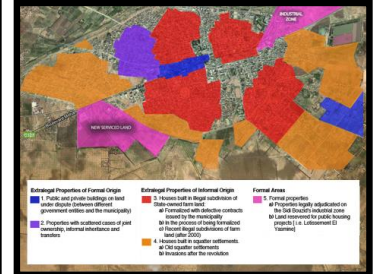 INDUSTRIAL
ZONE
NEW SERVICED LAND
Extralegal Properties of Formal Origin
1. Public and private buildings on land
under dispute (between different
government entities and the municipality)
2. Properties with scattered cases of joint
ownership, informal inheritance and
transfers
Extralegal Properties of Informal Origin
3. Houses built in illegal subdivision of
State-owned farm land.
a) Formalized with defective contracts
issued by the municipality
b) In the process of being formalized
c) Recent illegal subdivisions of farm
land (after 2000)
4. Houses built in squatter settlements.
a) Old squatter settlements
b) Invasions after the revolution
Formal Areas
5. Formal properties
a) Properties legally adjudicated on
the Sidi Bouzid's industrial zone
b) Land reserved for public housing
projects (i.e. Lotissement El
Yasmine)